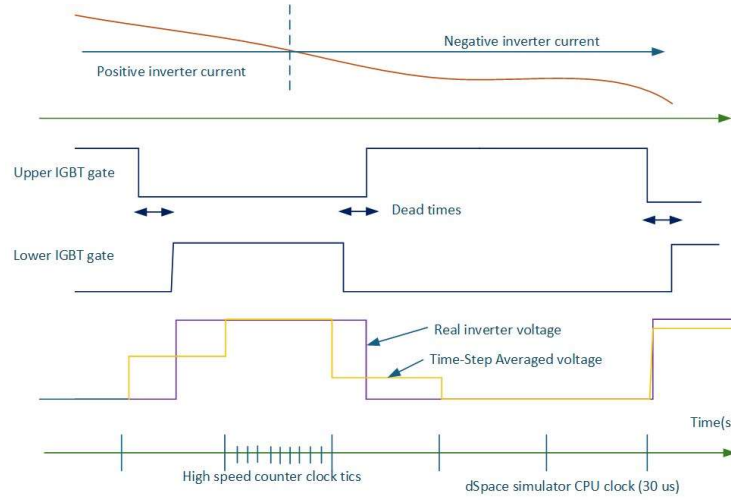 Negative inverter current
Positive inverter current
Upper IGBT gate
Dead times
Lower IGBT gate
Real inverter voltage
Time-Step Averaged voltage
Time(s
High speed counter clock tics
dSpace simulator CPU clock (30 us)